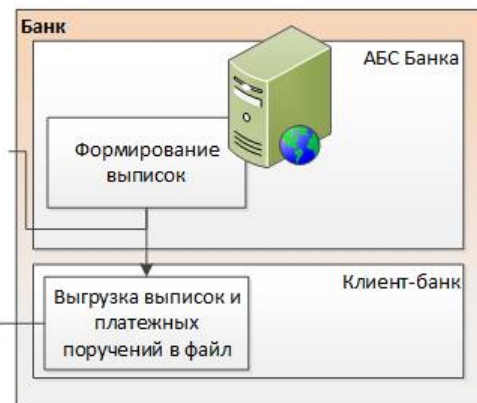 Банк
АБС Банка
Формирование
выписок
Клиент-банк
Выгрузка выписок и
платежных
поручений в файл